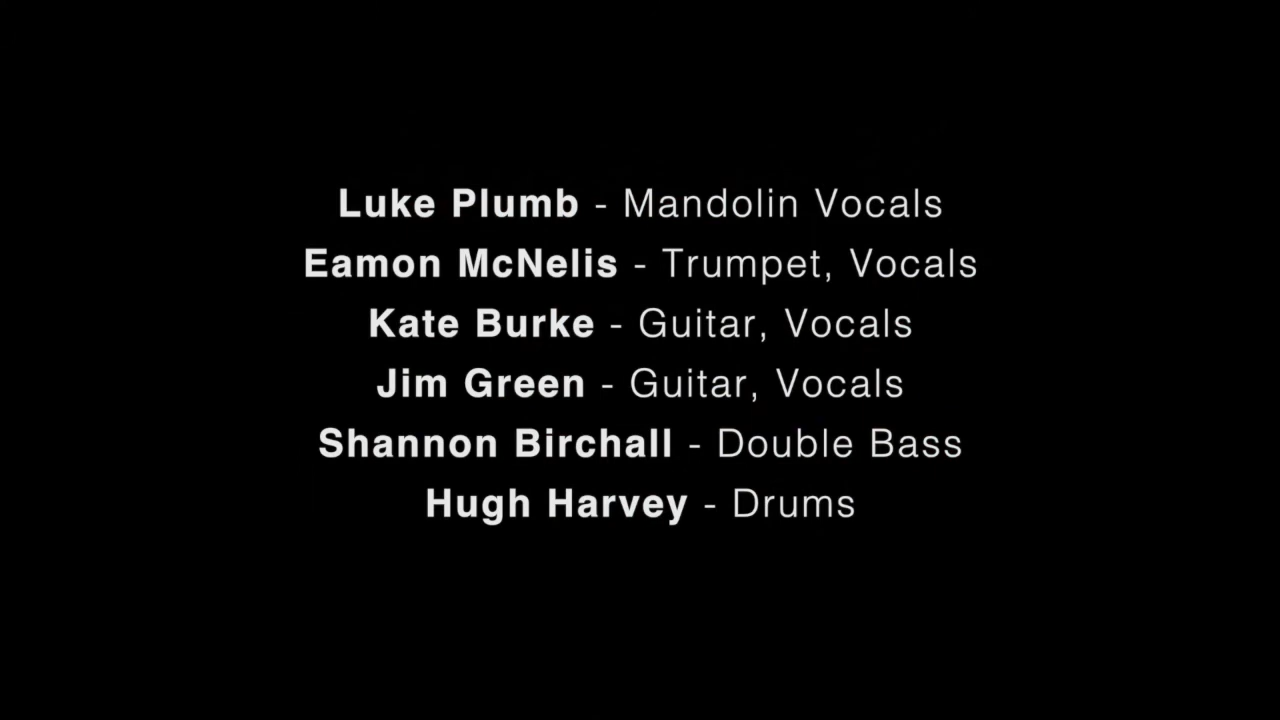 Luke Plumb - Mandolin Vocals
Eamon McNelis - Trumpet, Vocals
Kate Burke - Guitar, Vocals
Jim Green - Guitar, Vocals
Shannon Birchall - Double Bass
Hugh Harvey - Drums